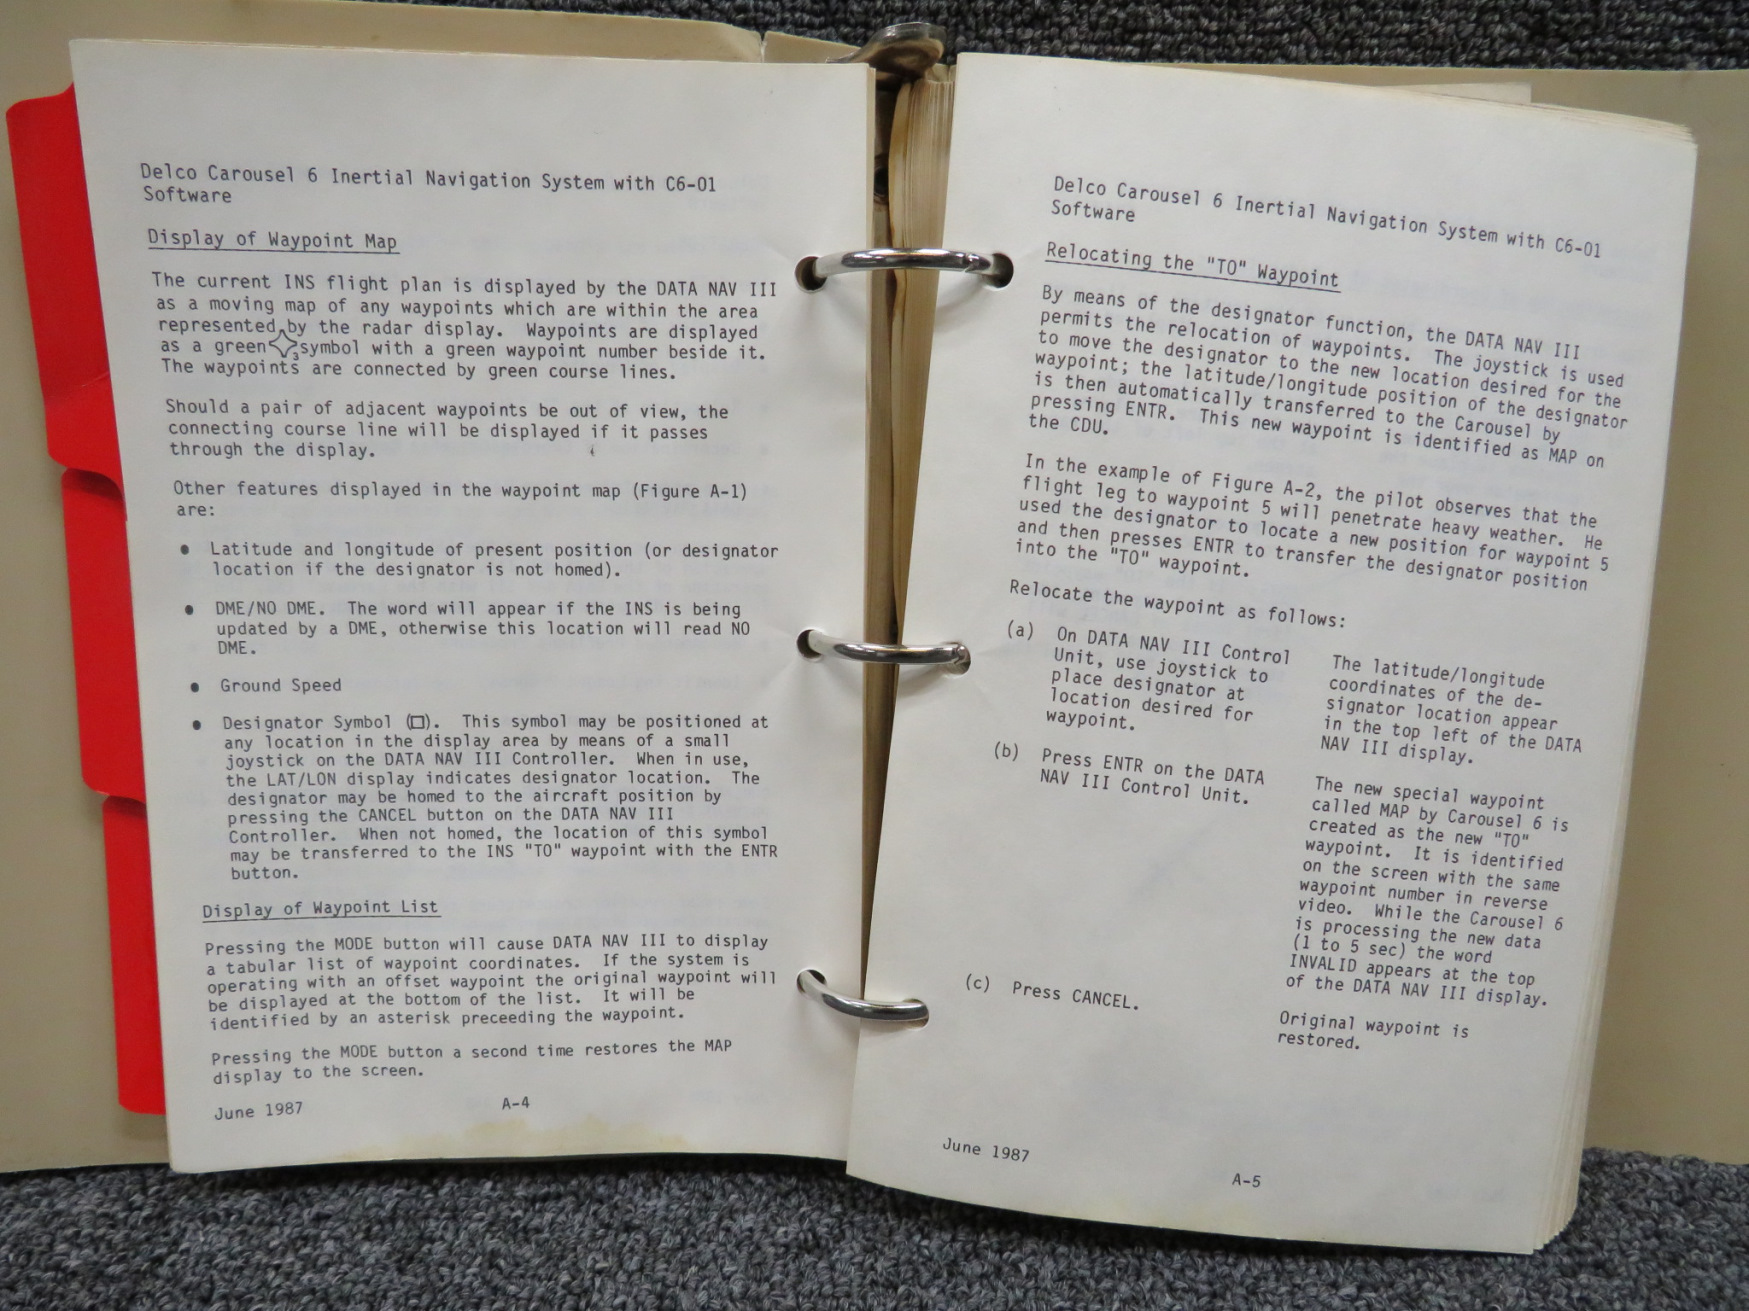 Delco Carousel 6 Inertial Navigation System with C6-01
Software
Display of Waypoint Map
The current INS flight plan is displayed by the DATA NAV III
as a moving map of any waypoints which are within the area
represented by the radar display. Waypoints are displayed
as a green symbol with a green waypoint number beside it.
3
The waypoints are connected by green course lines.
Should a pair of adjacent waypoints be out of view, the
connecting course line will be displayed if it passes
through the display.
Other features displayed in the waypoint map (Figure A-1)
are:
● Latitude and longitude of present position (or designator
location if the designator is not homed).
● DME/NO DME. The word will appear if the INS is being
updated by a DME, otherwise this location will read NO
DME.
● Ground Speed
● Designator Symbol (□). This symbol may be positioned at
any location in the display area by means of a small
joystick on the DATA NAV III Controller. When in use,
the LAT/LON display indicates designator location. The
designator may be homed to the aircraft position by
pressing the CANCEL button on the DATA NAV III
Controller. When not homed, the location of this symbol
may be transferred to the INS "TO" waypoint with the ENTR
button.
Display of Waypoint List
Pressing the MODE button will cause DATA NAV III to display
a tabular list of waypoint coordinates. If the system is
operating with an offset waypoint the original waypoint will
be displayed at the bottom of the list. It will be
identified by an asterisk preceeding the waypoint.
Pressing the MODE button a second time restores the MAP
display to the screen.
June 1987
A-4
Delco Carousel 6 Inertial Navigation System with C6-01
Software
Relocating the "TO" Waypoint
By means of the designator function, the DATA NAV III
permits the relocation of waypoints. The joystick is used
to move the designator to the new location desired for the
waypoint; the latitude/longitude position of the designator
is then automatically transferred to the Carousel by
pressing ENTR. This new waypoint is identified as MAP on
the CDU.
In the example of Figure A-2, the pilot observes that the
flight leg to waypoint 5 will penetrate heavy weather. He
used the designator to locate a new position for waypoint 5
and then presses ENTR to transfer the designator position
into the "TO" waypoint.
Relocate the waypoint as follows:
(a) On DATA NAV III Control
Unit, use joystick to
place designator at
location desired for
waypoint.
The latitude/longitude
coordinates of the de-
signator location appear
in the top left of the DATA
NAV III display.
(b) Press ENTR on the DATA
NAV III Control Unit.
The new special waypoint
called MAP by Carousel 6 is
created as the new "TO"
waypoint. It is identified
on the screen with the same
waypoint number in reverse
video. While the Carousel 6
is processing the new data
(1 to 5 sec) the word
INVALID appears at the top
of the DATA NAV III display.
(c) Press CANCEL.
Original waypoint is
restored.
June 1987
A-5